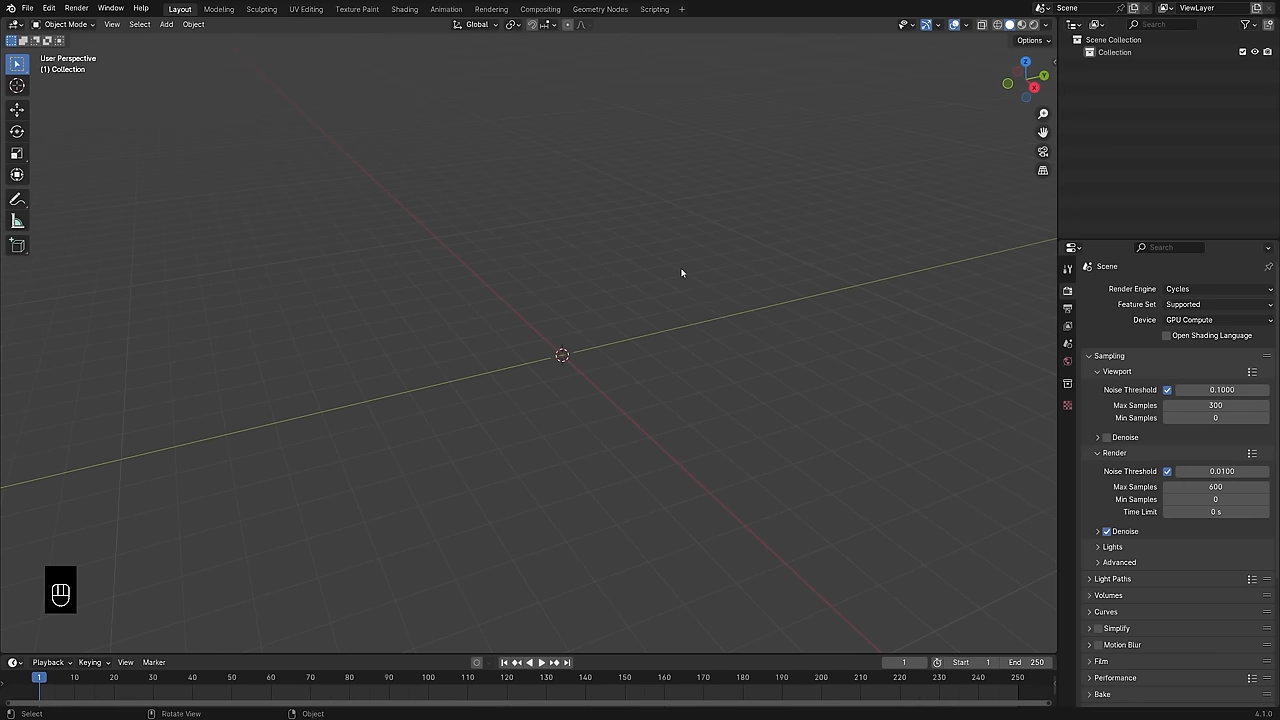 File Edit Render Window Help Layout Modeling Sculpting UV Editing Texture Paint Shading Animation Rendering Compositing Geometry Nodes Scripting + Scene ViewLayer
Object Mode View Select Add Object Global Search
Options
User Perspective
(1) Collection
Z
Y
X
Scene Collection
Collection
Search
Scene
Render Engine Cycles
Feature Set Supported
Device GPU Compute
Open Shading Language
Sampling
Viewport
Noise Threshold 0.1000
Max Samples 300
Min Samples 0
Denoise
Render
Noise Threshold 0.0100
Max Samples 600
Min Samples 0
Time Limit 0 s
Denoise
Lights
Advanced
Light Paths
Volumes
Curves
Simplify
Motion Blur
Film
Performance
Bake
Playback Keying View Marker 1 Start 1 End 250
1 10 20 30 40 50 60 70 80 90 100 110 120 130 140 150 160 170 180 190 200 210 220 230 240 250
Select Rotate View Object 4.1.0